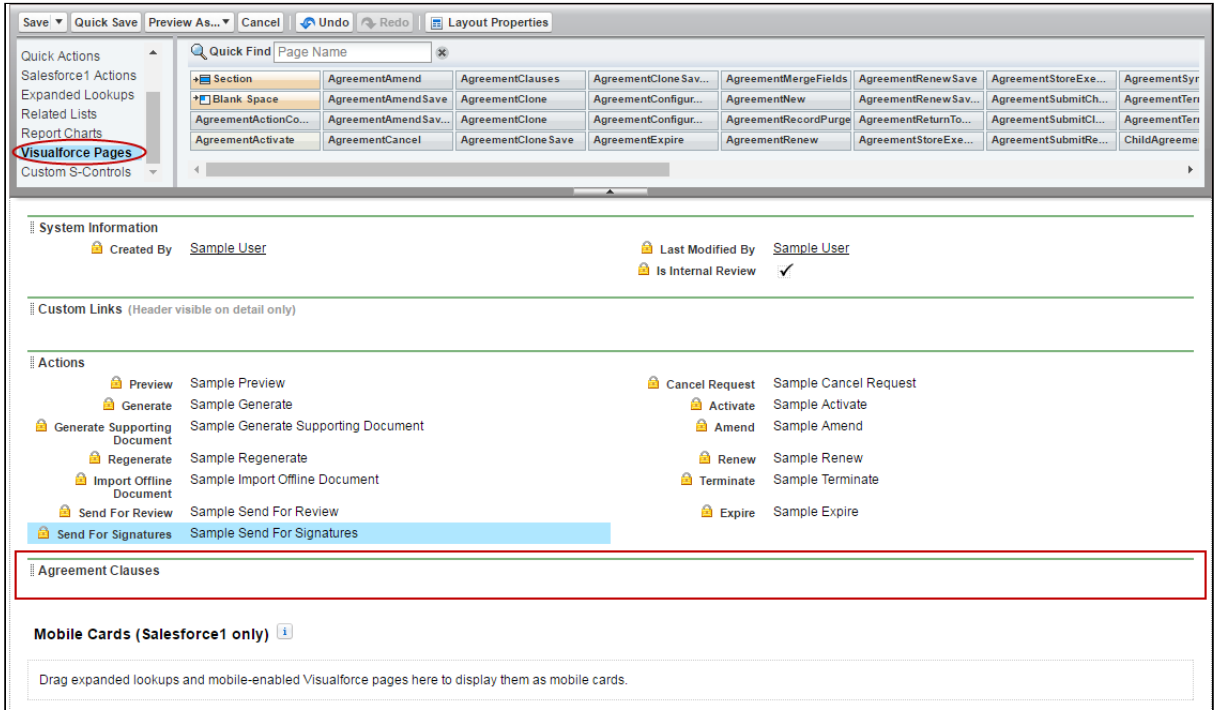 Save Quick Save Preview As... Cancel Undo Redo Layout Properties
Quick Actions
Salesforce1 Actions
Expanded Lookups
Related Lists
Report Charts
Visualforce Pages
Custom S-Controls
Quick Find Page Name
Section AgreementAmend AgreementClauses AgreementCloneSav... AgreementMergeFields AgreementRenewSave AgreementStoreExe... AgreementSyn
Blank Space AgreementAmendSave AgreementClone AgreementConfigur... AgreementNew AgreementRenewSav... AgreementSubmitCh... AgreementTerm
AgreementActionCo... AgreementAmendSav... AgreementClone AgreementConfigur... AgreementRecordPurge AgreementReturnTo... AgreementSubmitCl... AgreementTerm
AgreementActivate AgreementCancel AgreementCloneSave AgreementExpire AgreementRenew AgreementStoreExe... AgreementSubmitRe... ChildAgreeme
System Information
Created By Sample User Last Modified By Sample User
Is Internal Review
Custom Links (Header visible on detail only)
Actions
Preview Sample Preview Cancel Request Sample Cancel Request
Generate Sample Generate Activate Sample Activate
Generate Supporting Sample Generate Supporting Document Amend Sample Amend
Document
Regenerate Sample Regenerate Renew Sample Renew
Import Offline Sample Import Offline Document Terminate Sample Terminate
Document
Send For Review Sample Send For Review Expire Sample Expire
Send For Signatures Sample Send For Signatures
Agreement Clauses
Mobile Cards (Salesforce1 only) i
Drag expanded lookups and mobile-enabled Visualforce pages here to display them as mobile cards.